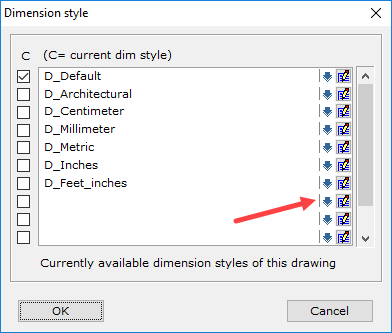 Dimension style
C (C= current dim style)
D_Default
D_Architectural
D_Centimeter
D_Millimeter
D_Metric
D_Inches
D_Feet_inches
Currently available dimension styles of this drawing
OK Cancel